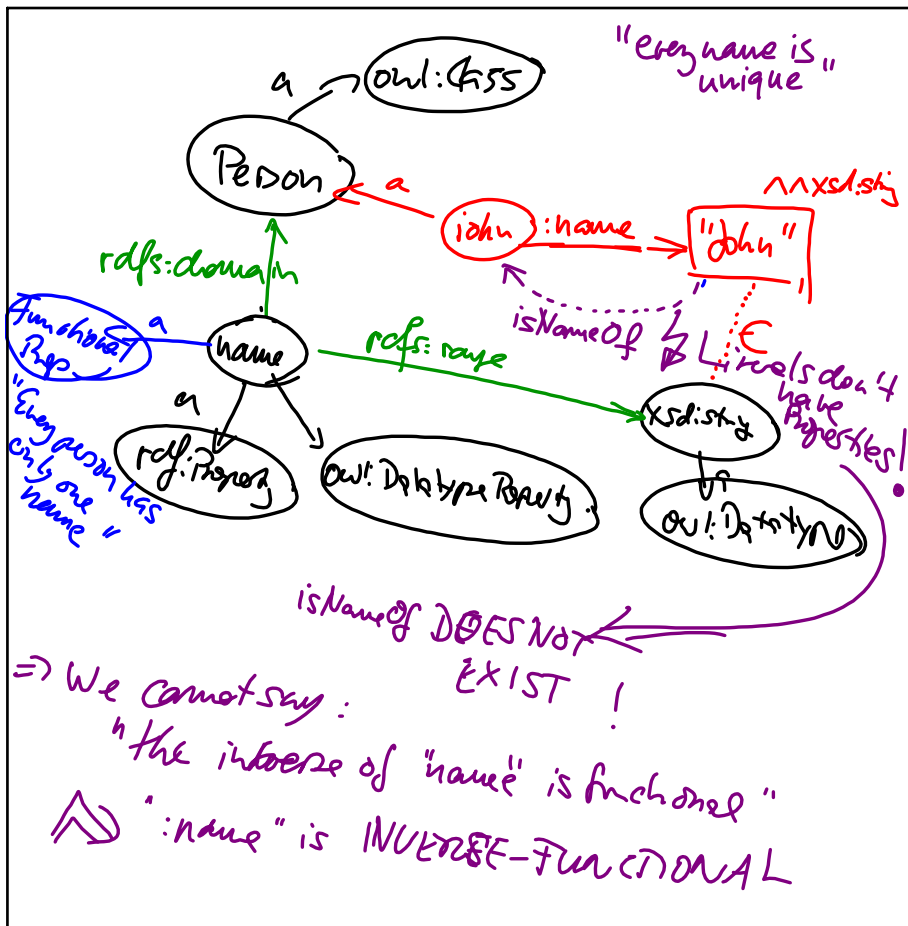 "every name is
unique"
a
owl:Class
Person
a
^^xsd:string
john
:name
"John"
rdfs:domain
isNameOf
∈
Literals don't
have
Properties!
Functional
Prop.
a
name
rdfs:range
xsd:string
"Every person has
only one
name"
a
rdf:Property
owl:DatatypeProperty
a
owl:Datatype
isNameOf DOES NOT
EXIST !
=> We cannot say:
"the inverse of "name" is functional"
":name" is INVERSE-FUNCTIONAL